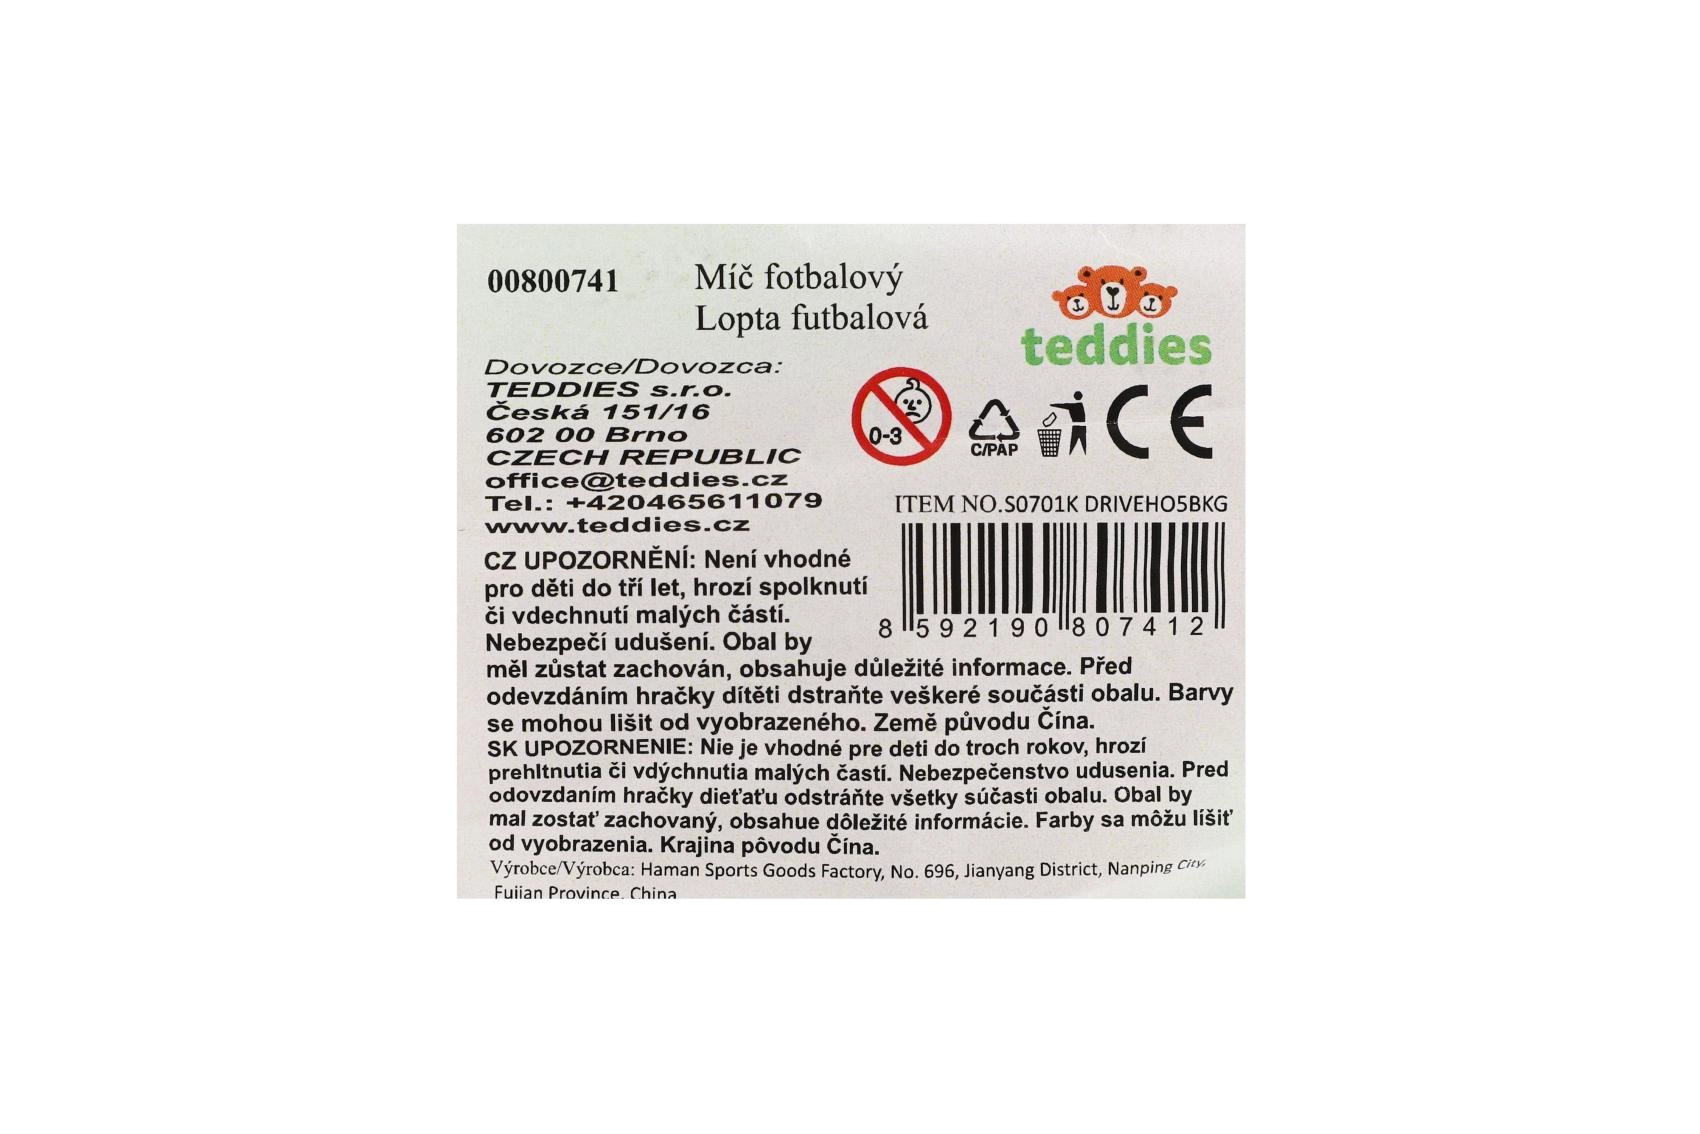 00800741
Míč fotbalový
Lopta futbalová
teddies
Dovozce/Dovozca:
TEDDIES s.r.o.
Česká 151/16
602 00 Brno
CZECH REPUBLIC
office@teddies.cz
Tel.: +420465611079
www.teddies.cz
0-3
C/PAP
CE
ITEM NO.S0701K DRIVEHO5BKG
8 592190 807412
CZ UPOZORNĚNÍ: Není vhodné
pro děti do tří let, hrozí spolknutí
či vdechnutí malých částí.
Nebezpečí udušení. Obal by
měl zůstat zachován, obsahuje důležité informace. Před
odevzdáním hračky dítěti dstraňte veškeré součásti obalu. Barvy
se mohou lišit od vyobrazeného. Země původu Čína.
SK UPOZORNENIE: Nie je vhodné pre deti do troch rokov, hrozí
prehltnutia či vdýchnutia malých častí. Nebezpečenstvo udusenia. Pred
odovzdaním hračky dieťaťu odstráňte všetky súčasti obalu. Obal by
mal zostať zachovaný, obsahue dôležité informácie. Farby sa môžu líšiť
od vyobrazenia. Krajina pôvodu Čína.
Výrobce/Výrobca: Haman Sports Goods Factory, No. 696, Jianyang District, Nanping City,
Fujian Province, China